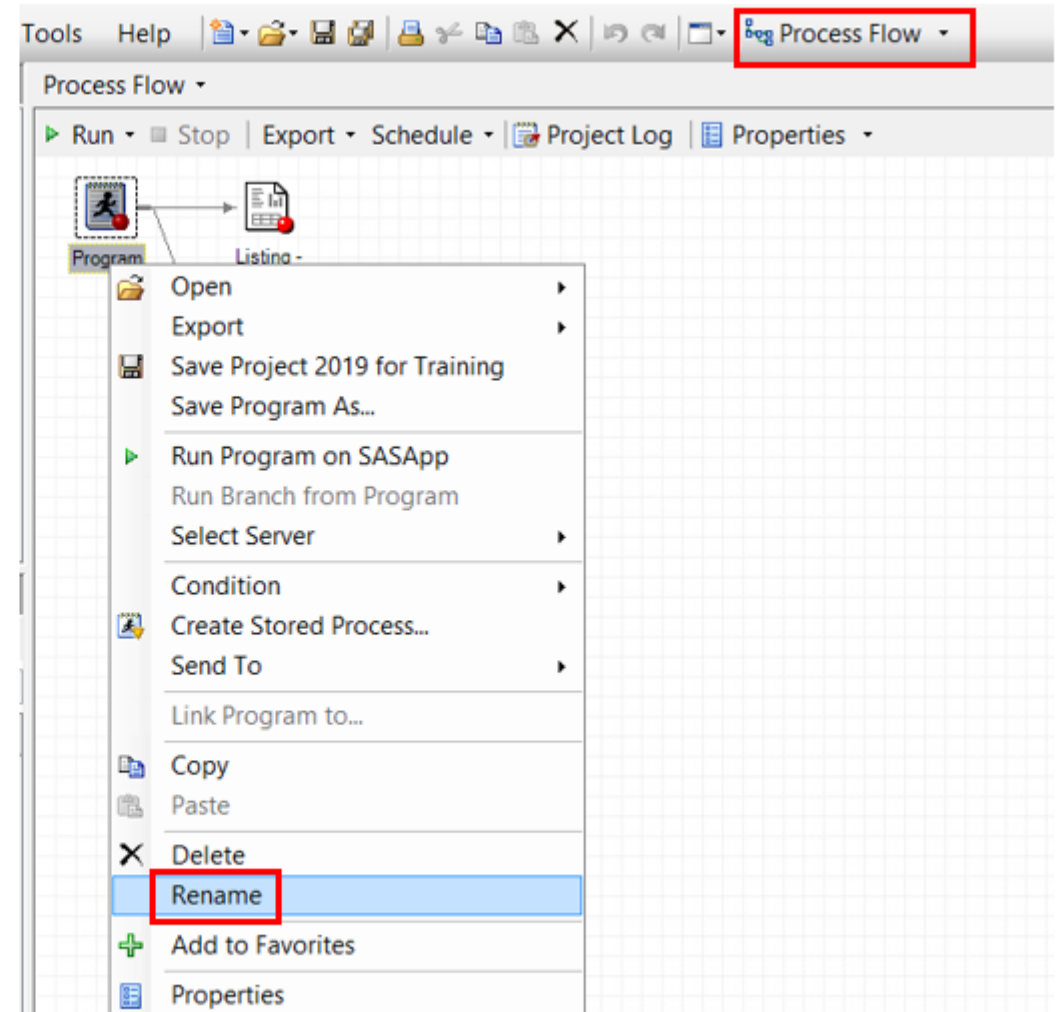 Tools Help Process Flow
Process Flow
Run Stop Export Schedule Project Log Properties
Program Listing -
Open
Export
Save Project 2019 for Training
Save Program As...
Run Program on SASApp
Run Branch from Program
Select Server
Condition
Create Stored Process...
Send To
Link Program to...
Copy
Paste
Delete
Rename
Add to Favorites
Properties